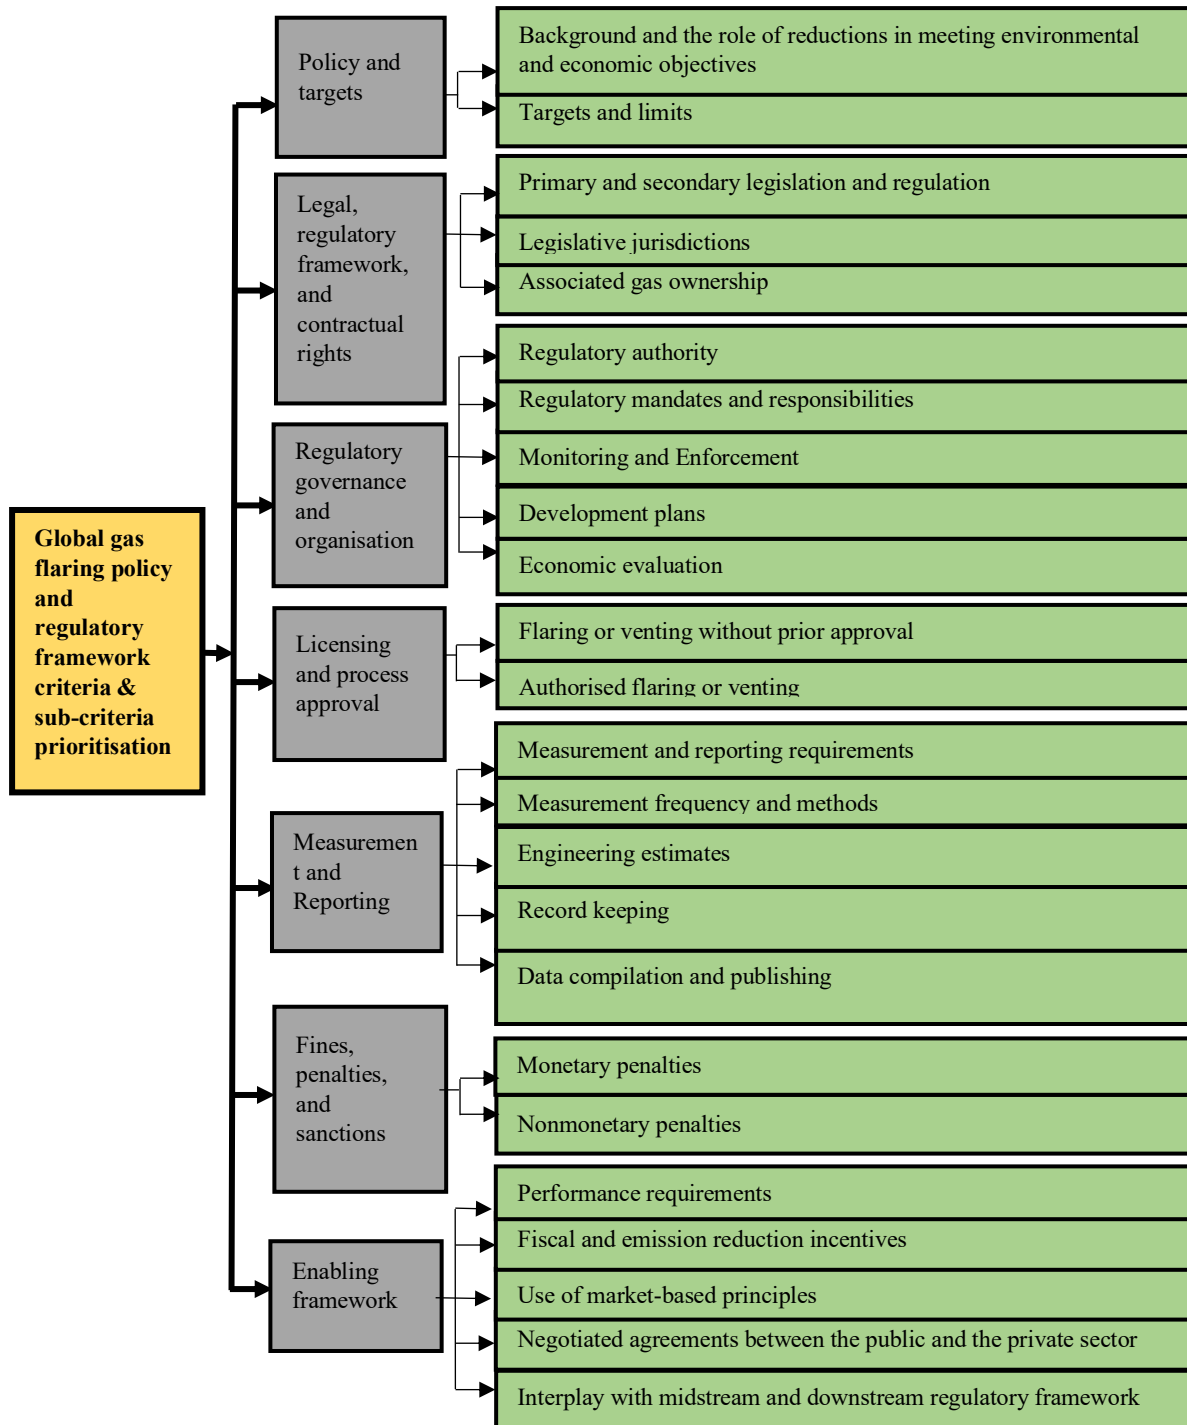 Global gas
flaring policy
and
regulatory
framework
criteria &
sub-criteria
prioritisation
Policy and
targets
Background and the role of reductions in meeting environmental
and economic objectives
Targets and limits
Legal,
regulatory
framework,
and
contractual
rights
Primary and secondary legislation and regulation
Legislative jurisdictions
Associated gas ownership
Regulatory
governance
and
organisation
Regulatory authority
Regulatory mandates and responsibilities
Monitoring and Enforcement
Development plans
Economic evaluation
Licensing
and process
approval
Flaring or venting without prior approval
Authorised flaring or venting
Measuremen
t and
Reporting
Measurement and reporting requirements
Measurement frequency and methods
Engineering estimates
Record keeping
Data compilation and publishing
Fines,
penalties,
and
sanctions
Monetary penalties
Nonmonetary penalties
Enabling
framework
Performance requirements
Fiscal and emission reduction incentives
Use of market-based principles
Negotiated agreements between the public and the private sector
Interplay with midstream and downstream regulatory framework